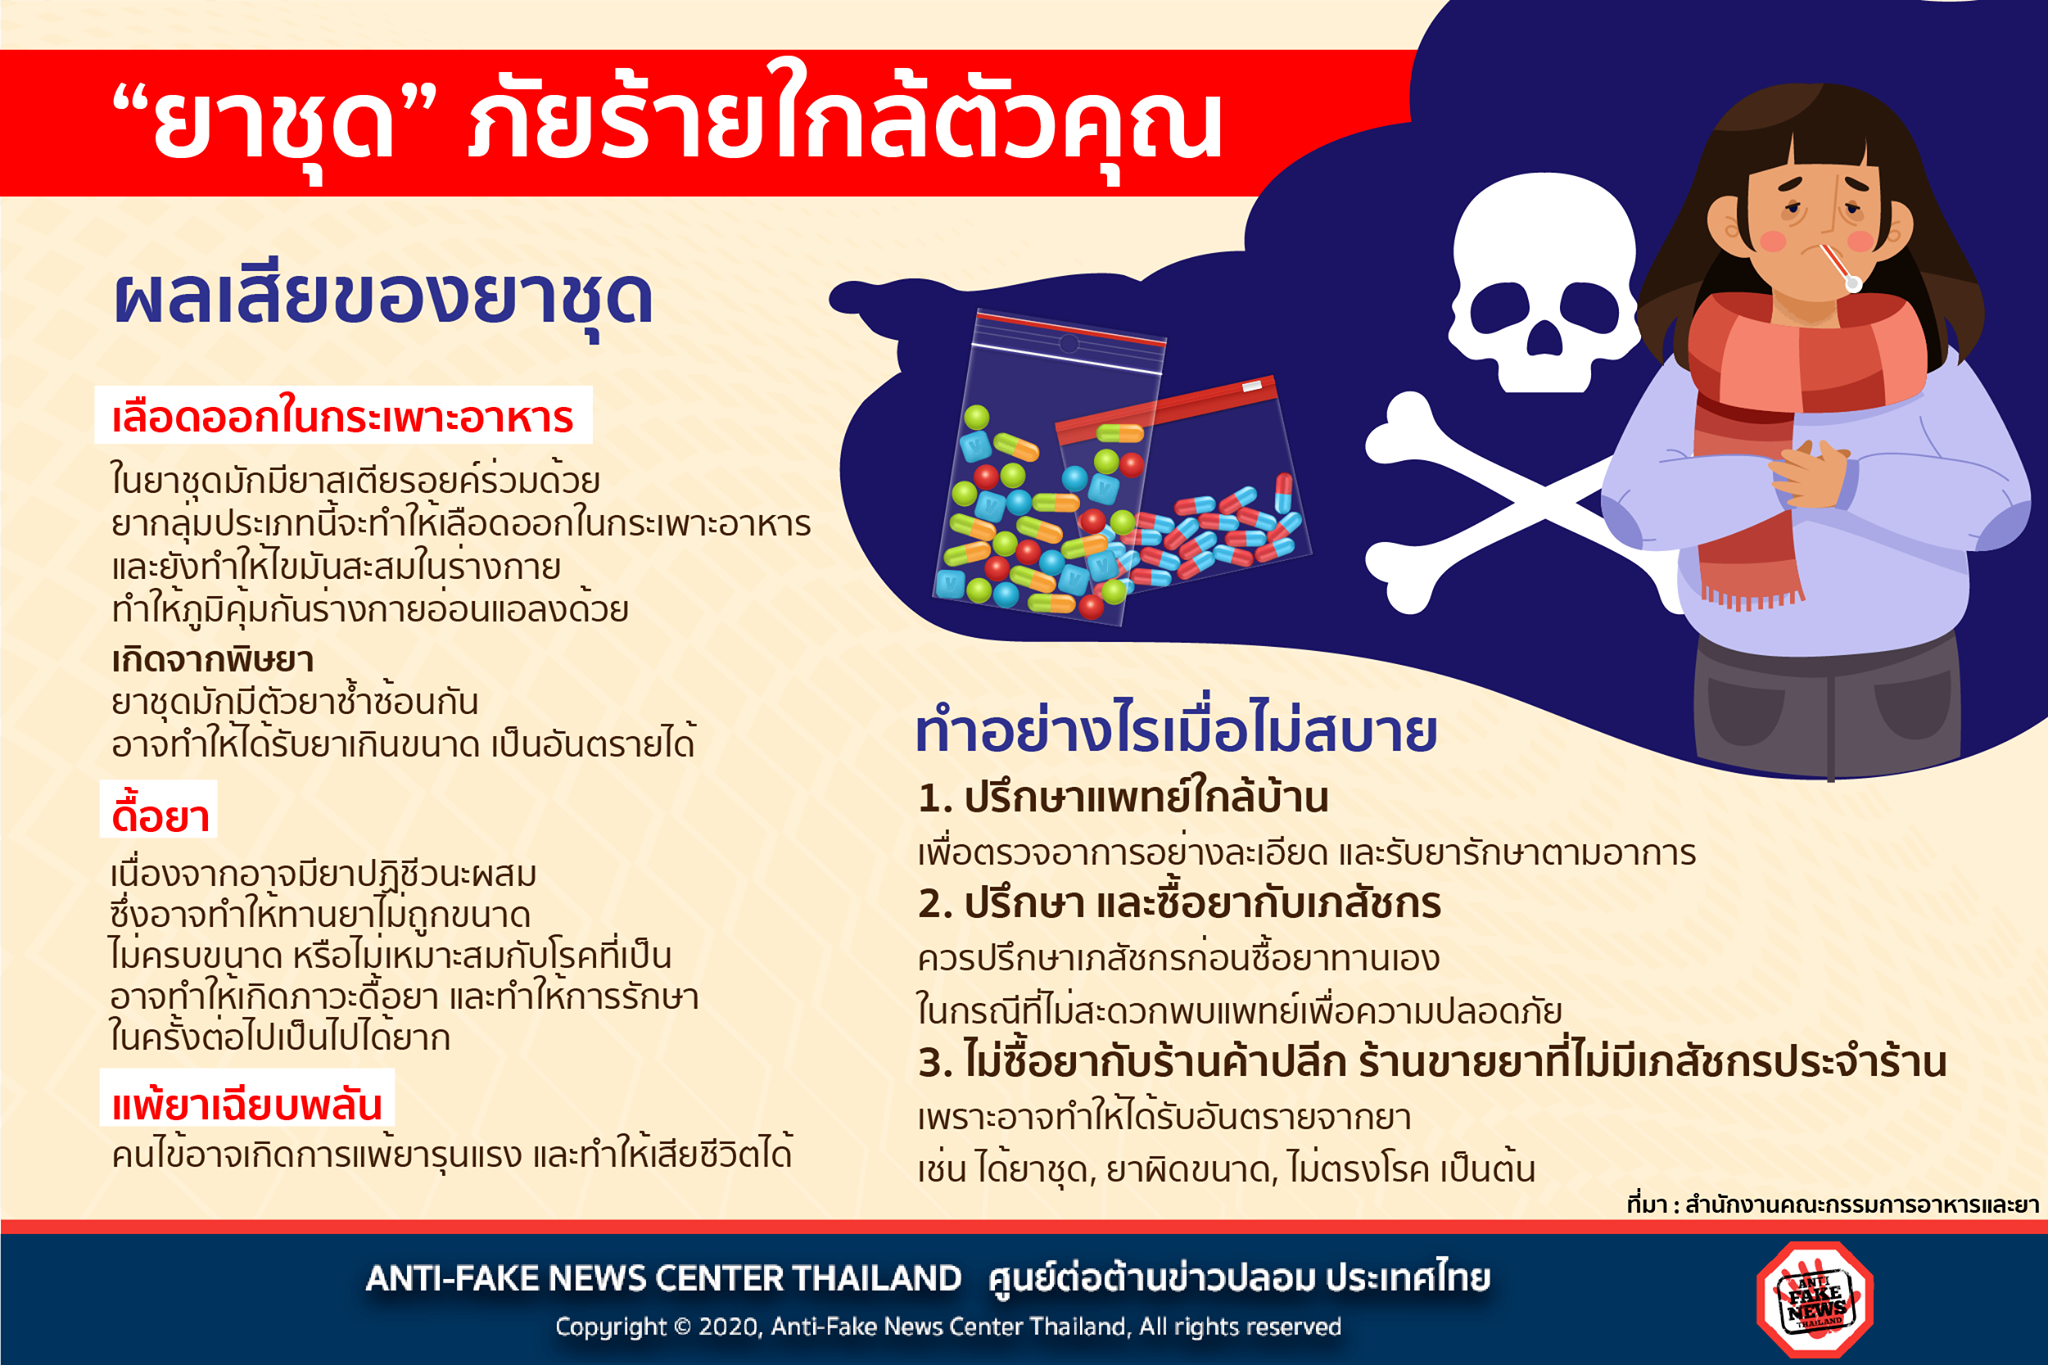 “ยาชุด” ภัยร้ายใกล้ตัวคุณ
ผลเสียของยาชุด
เลือดออกในกระเพาะอาหาร
ในยาชุดมักมียาสเตียรอยค์ร่วมด้วย
ยากลุ่มประเภทนี้จะทำให้เลือดออกในกระเพาะอาหาร
และยังทำให้ไขมันสะสมในร่างกาย
ทำให้ภูมิคุ้มกันร่างกายอ่อนแอลงด้วย
เกิดจากพิษยา
ยาชุดมักมีตัวยาซ้ำซ้อนกัน
อาจทำให้ได้รับยาเกินขนาด เป็นอันตรายได้
ดื้อยา
เนื่องจากอาจมียาปฏิชีวนะผสม
ซึ่งอาจทำให้ทานยาไม่ถูกขนาด
ไม่ครบขนาด หรือไม่เหมาะสมกับโรคที่เป็น
อาจทำให้เกิดภาวะดื้อยา และทำให้การรักษา
ในครั้งต่อไปเป็นไปได้ยาก
แพ้ยาเฉียบพลัน
คนไข้อาจเกิดการแพ้ยารุนแรง และทำให้เสียชีวิตได้
ทำอย่างไรเมื่อไม่สบาย
1. ปรึกษาแพทย์ใกล้บ้าน
เพื่อตรวจอาการอย่างละเอียด และรับยารักษาตามอาการ
2. ปรึกษา และซื้อยากับเภสัชกร
ควรปรึกษาเภสัชกรก่อนซื้อยาทานเอง
ในกรณีที่ไม่สะดวกพบแพทย์เพื่อความปลอดภัย
3. ไม่ซื้อยากับร้านค้าปลีก ร้านขายยาที่ไม่มีเภสัชกรประจำร้าน
เพราะอาจทำให้ได้รับอันตรายจากยา
เช่น ได้ยาชุด, ยาผิดขนาด, ไม่ตรงโรค เป็นต้น
ที่มา : สำนักงานคณะกรรมการอาหารและยา
ANTI-FAKE NEWS CENTER THAILAND ศูนย์ต่อต้านข่าวปลอม ประเทศไทย
Copyright © 2020, Anti-Fake News Center Thailand, All rights reserved
ANTI
FAKE
NEWS
THAILAND